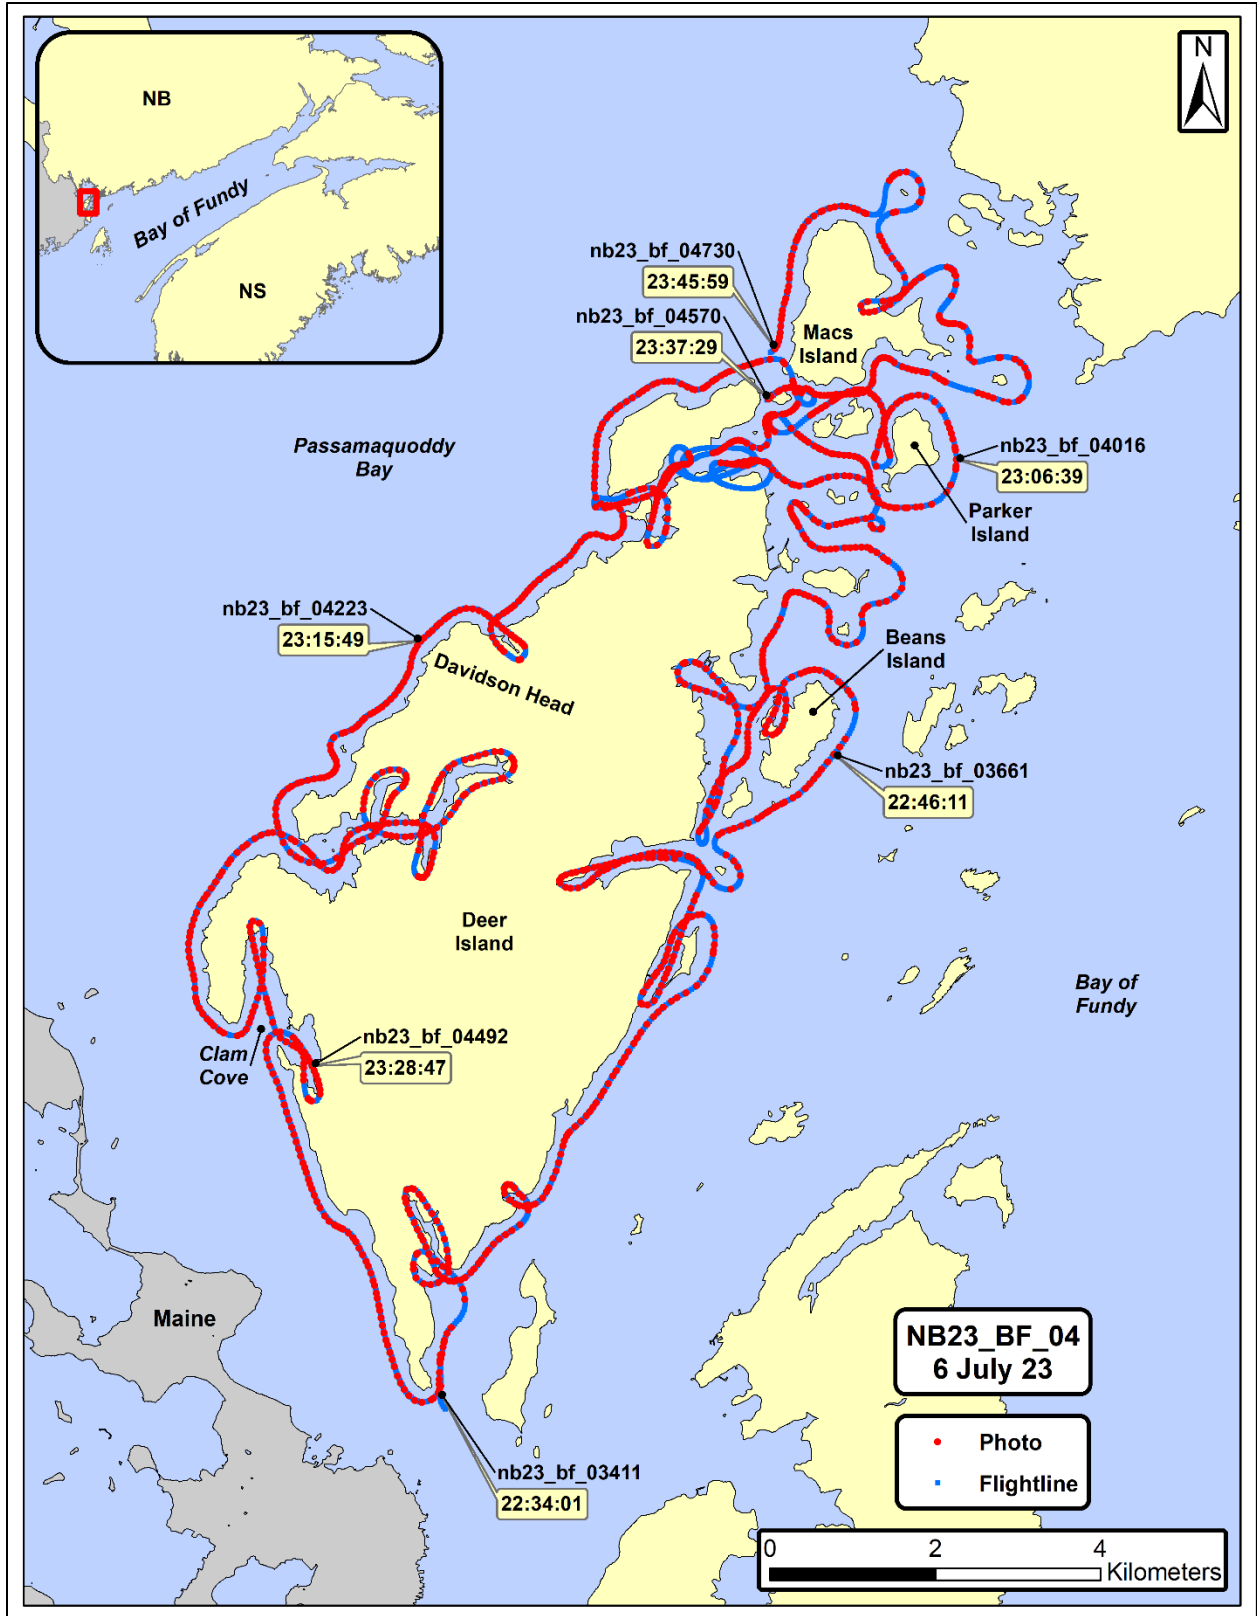 NB
Bay of Fundy
NS
N
nb23_bf_04730
23:45:59
nb23_bf_04570
23:37:29
Macs
Island
Passamaquoddy
Bay
nb23_bf_04016
23:06:39
Parker
Island
nb23_bf_04223
23:15:49
Davidson Head
Beans
Island
nb23_bf_03661
22:46:11
Deer
Island
Bay of
Fundy
nb23_bf_04492
23:28:47
Clam
Cove
Maine
NB23_BF_04
6 July 23
Photo
Flightline
nb23_bf_03411
22:34:01
0 2 4
Kilometers